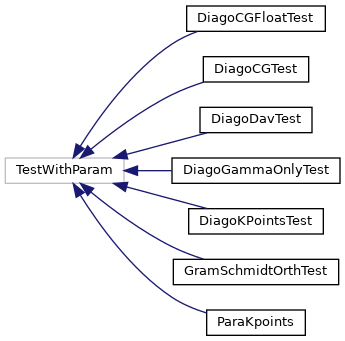 DiagoCGFloatTest
DiagoCGTest
DiagoDavTest
TestWithParam
DiagoGammaOnlyTest
DiagoKPointsTest
GramSchmidtOrthTest
ParaKpoints